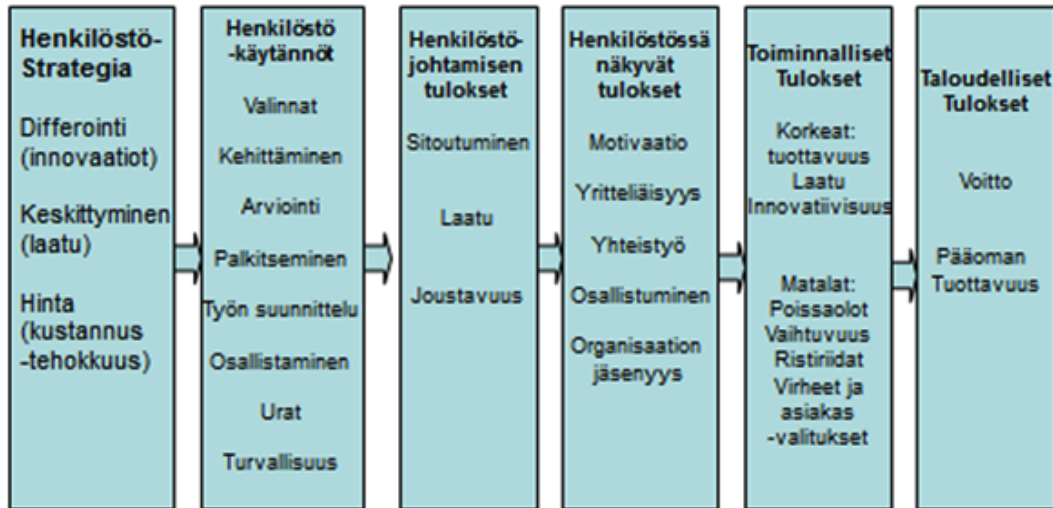 Henkilöstö-
Strategia
Differointi
(innovaatiot)
Keskittyminen
(laatu)
Hinta
(kustannus
-tehokkuus)
Henkilöstö
-käytännöt
Valinnat
Kehittäminen
Arviointi
Palkitseminen
Työn suunnittelu
Osallistaminen
Urat
Turvallisuus
Henkilöstö-
johtamisen
tulokset
Sitoutuminen
Laatu
Joustavuus
Henkilöstössä
näkyvät
tulokset
Motivaatio
Yritteliäisyys
Yhteistyö
Osallistuminen
Organisaation
jäsenyys
Toiminnalliset
Tulokset
Korkeat:
tuottavuus
Laatu
Innovatiivisuus
Matalat:
Poissaolot
Vaihtuvuus
Ristiriidat
Virheet ja
asiakas
-valitukset
Taloudelliset
Tulokset
Voitto
Pääoman
Tuottavuus